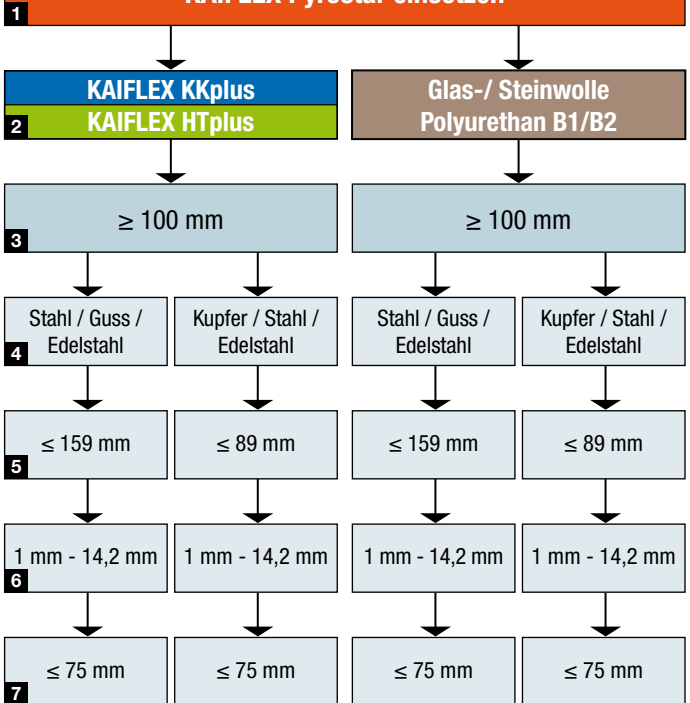 KAIFLEX Pyrostar einsetzen
1
KAIFLEX KKplus
KAIFLEX HTplus
2
Glas-/ Steinwolle
Polyurethan B1/B2
≥ 100 mm
3
≥ 100 mm
Stahl / Guss /
Edelstahl
4
Kupfer / Stahl /
Edelstahl
Stahl / Guss /
Edelstahl
Kupfer / Stahl /
Edelstahl
≤ 159 mm
5
≤ 89 mm
≤ 159 mm
≤ 89 mm
1 mm - 14,2 mm
6
1 mm - 14,2 mm
1 mm - 14,2 mm
1 mm - 14,2 mm
≤ 75 mm
7
≤ 75 mm
≤ 75 mm
≤ 75 mm